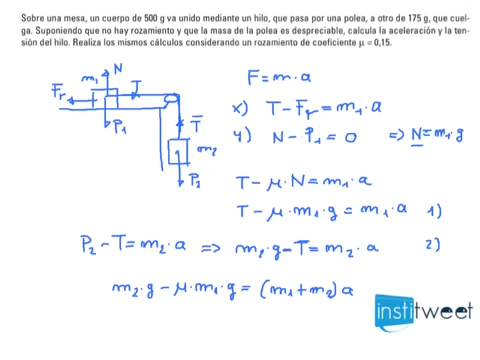 Sobre una mesa, un cuerpo de 500 g va unido mediante un hilo, que pasa por una polea, a otro de 175 g, que cuel-
ga. Suponiendo que no hay rozamiento y que la masa de la polea es despreciable, calcula la aceleración y la ten-
sión del hilo. Realiza los mismos cálculos considerando un rozamiento de coeficiente μ = 0,15.
N
m₁
T
Fr
P₁
T
m₂
P₂
F = m · a
x) T - Fr = m₁ · a
y) N - P₁ = 0 => N = m₁ · g
T - μ · N = m₁ · a
T - μ · m₁ · g = m₁ · a 1)
P₂ - T = m₂ · a => m₂ · g - T = m₂ · a 2)
m₂ · g - μ · m₁ · g = (m₁ + m₂) a
institweet